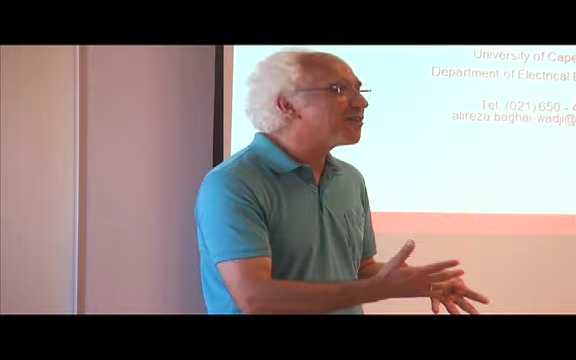 University of Cape
Department of Electrical E
Tel. (021) 650 - 4
alireza.baghai-wadji@